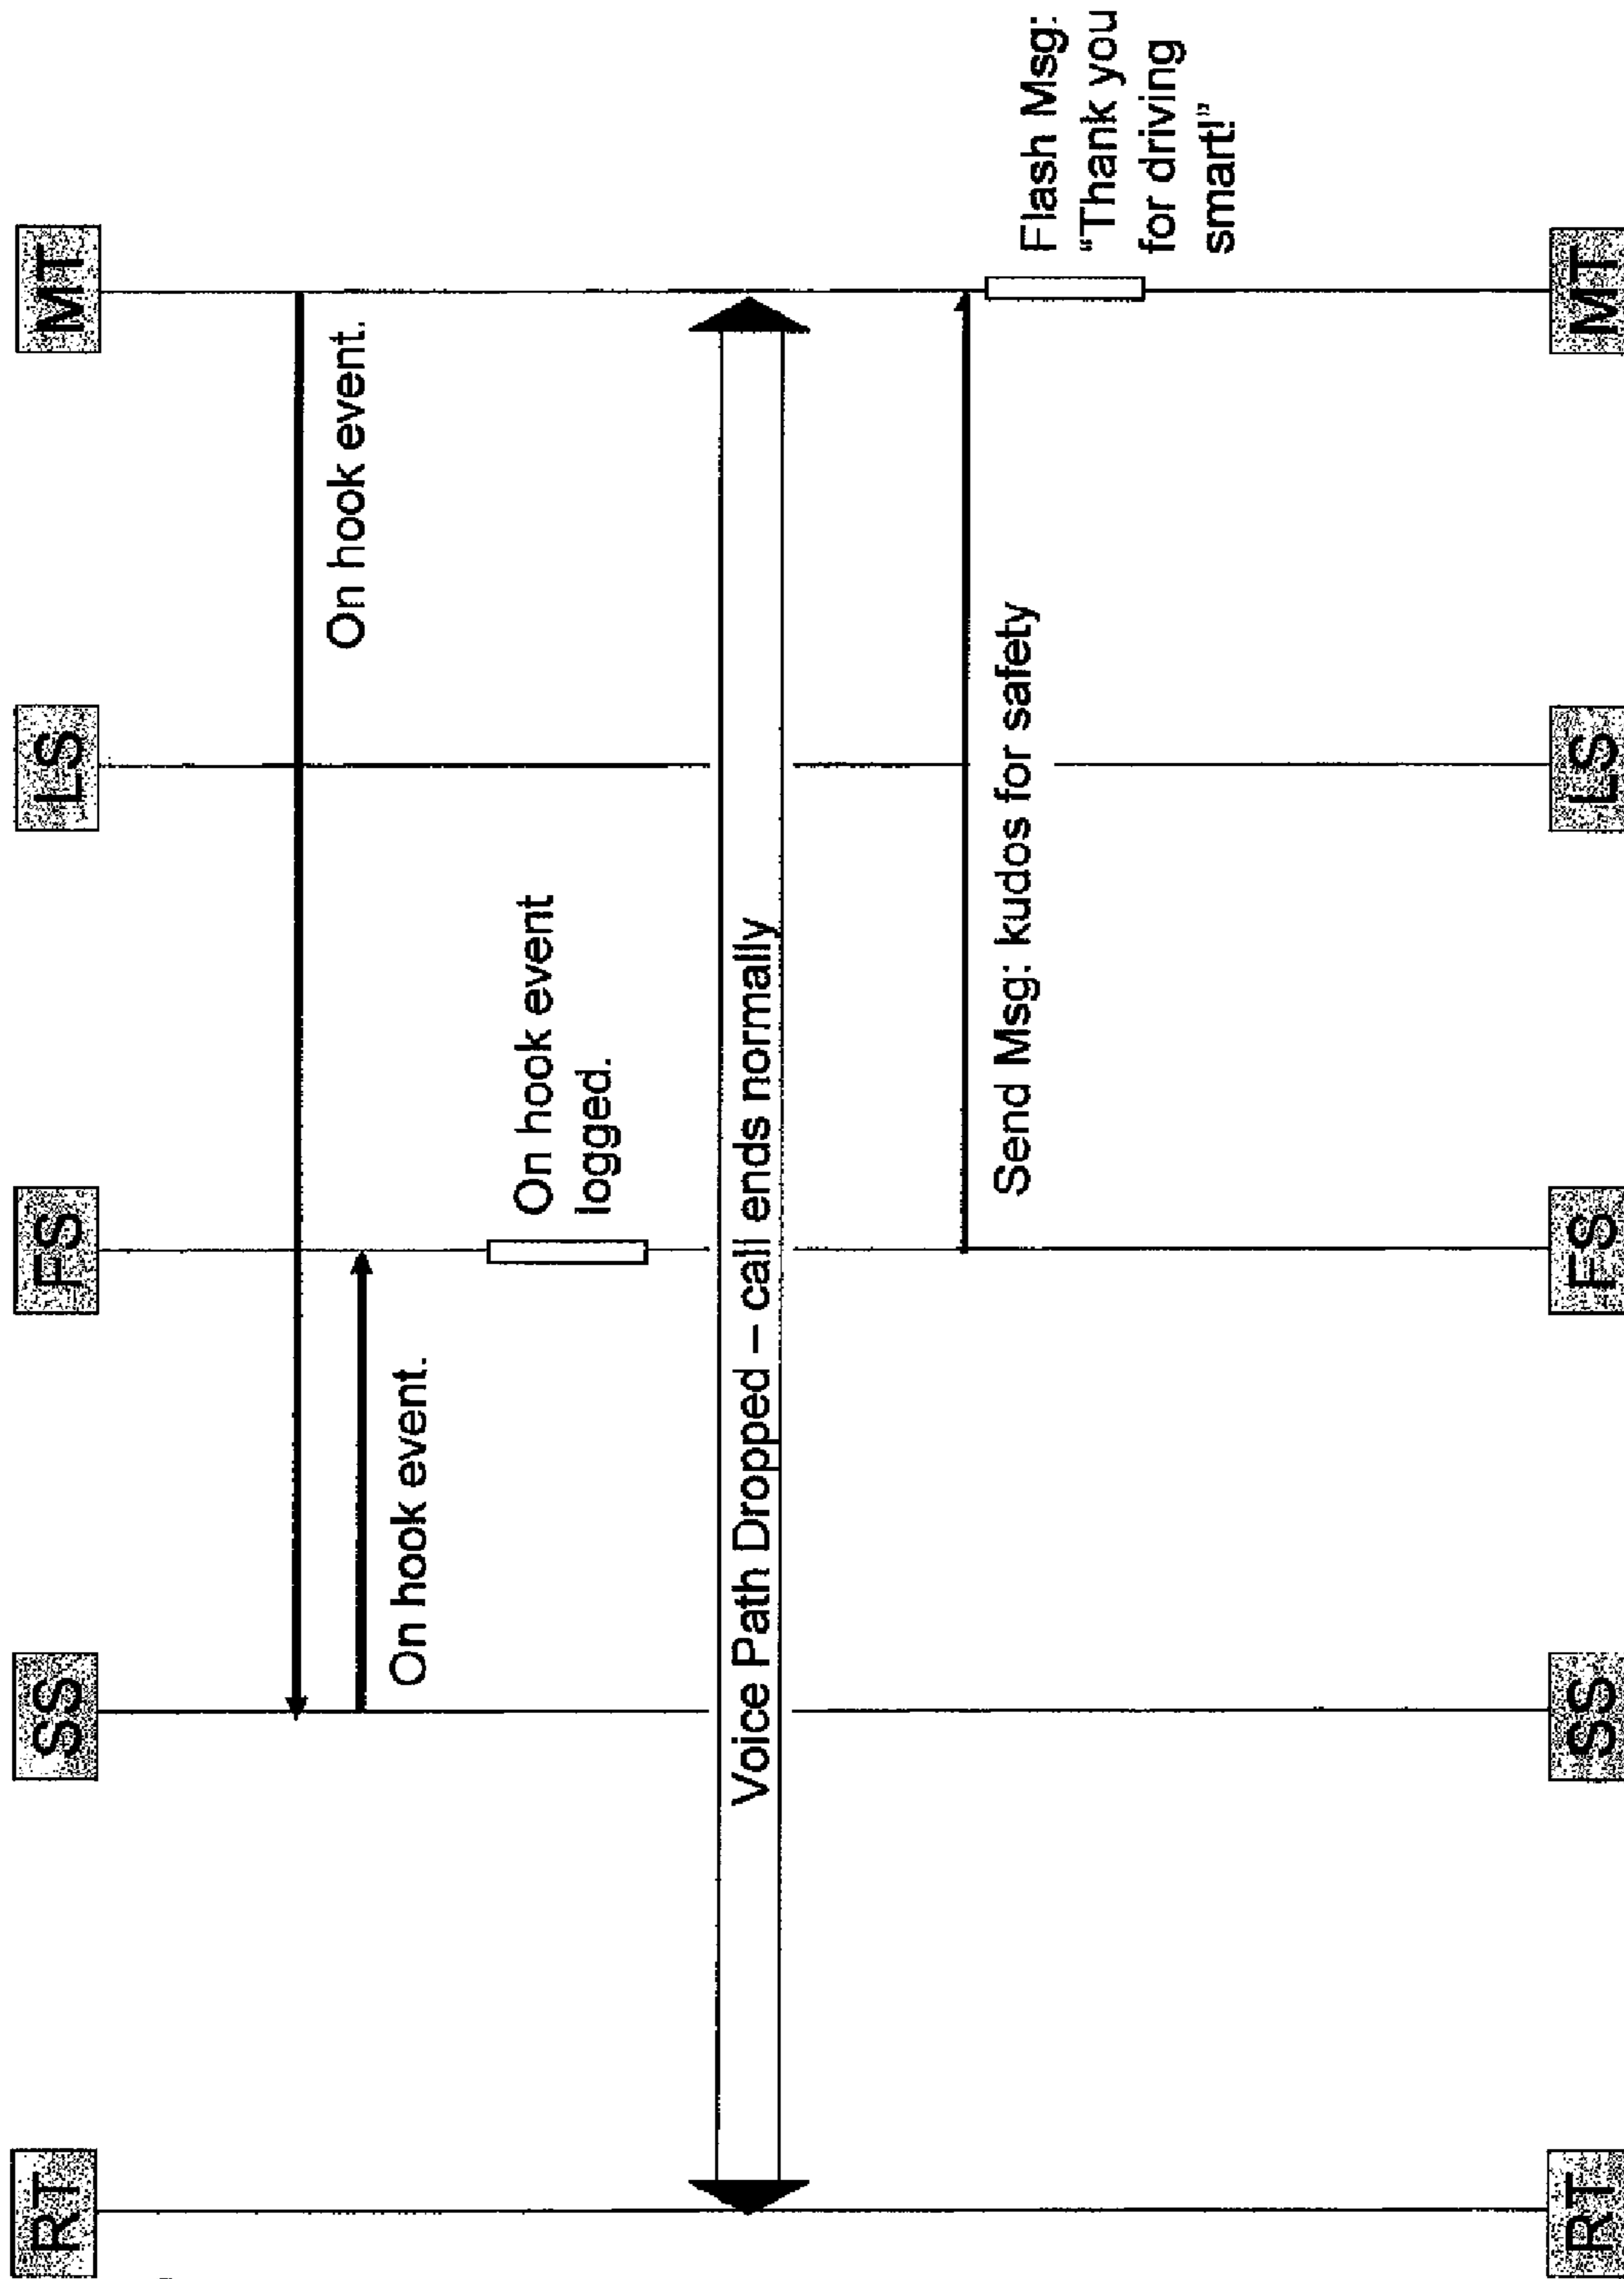 RT SS FS LS MT
On hook event.
On hook event.
On hook event
logged.
Voice Path Dropped – call ends normally
Send Msg: kudos for safety
Flash Msg:
“Thank you
for driving
smart!”
RT SS FS LS MT